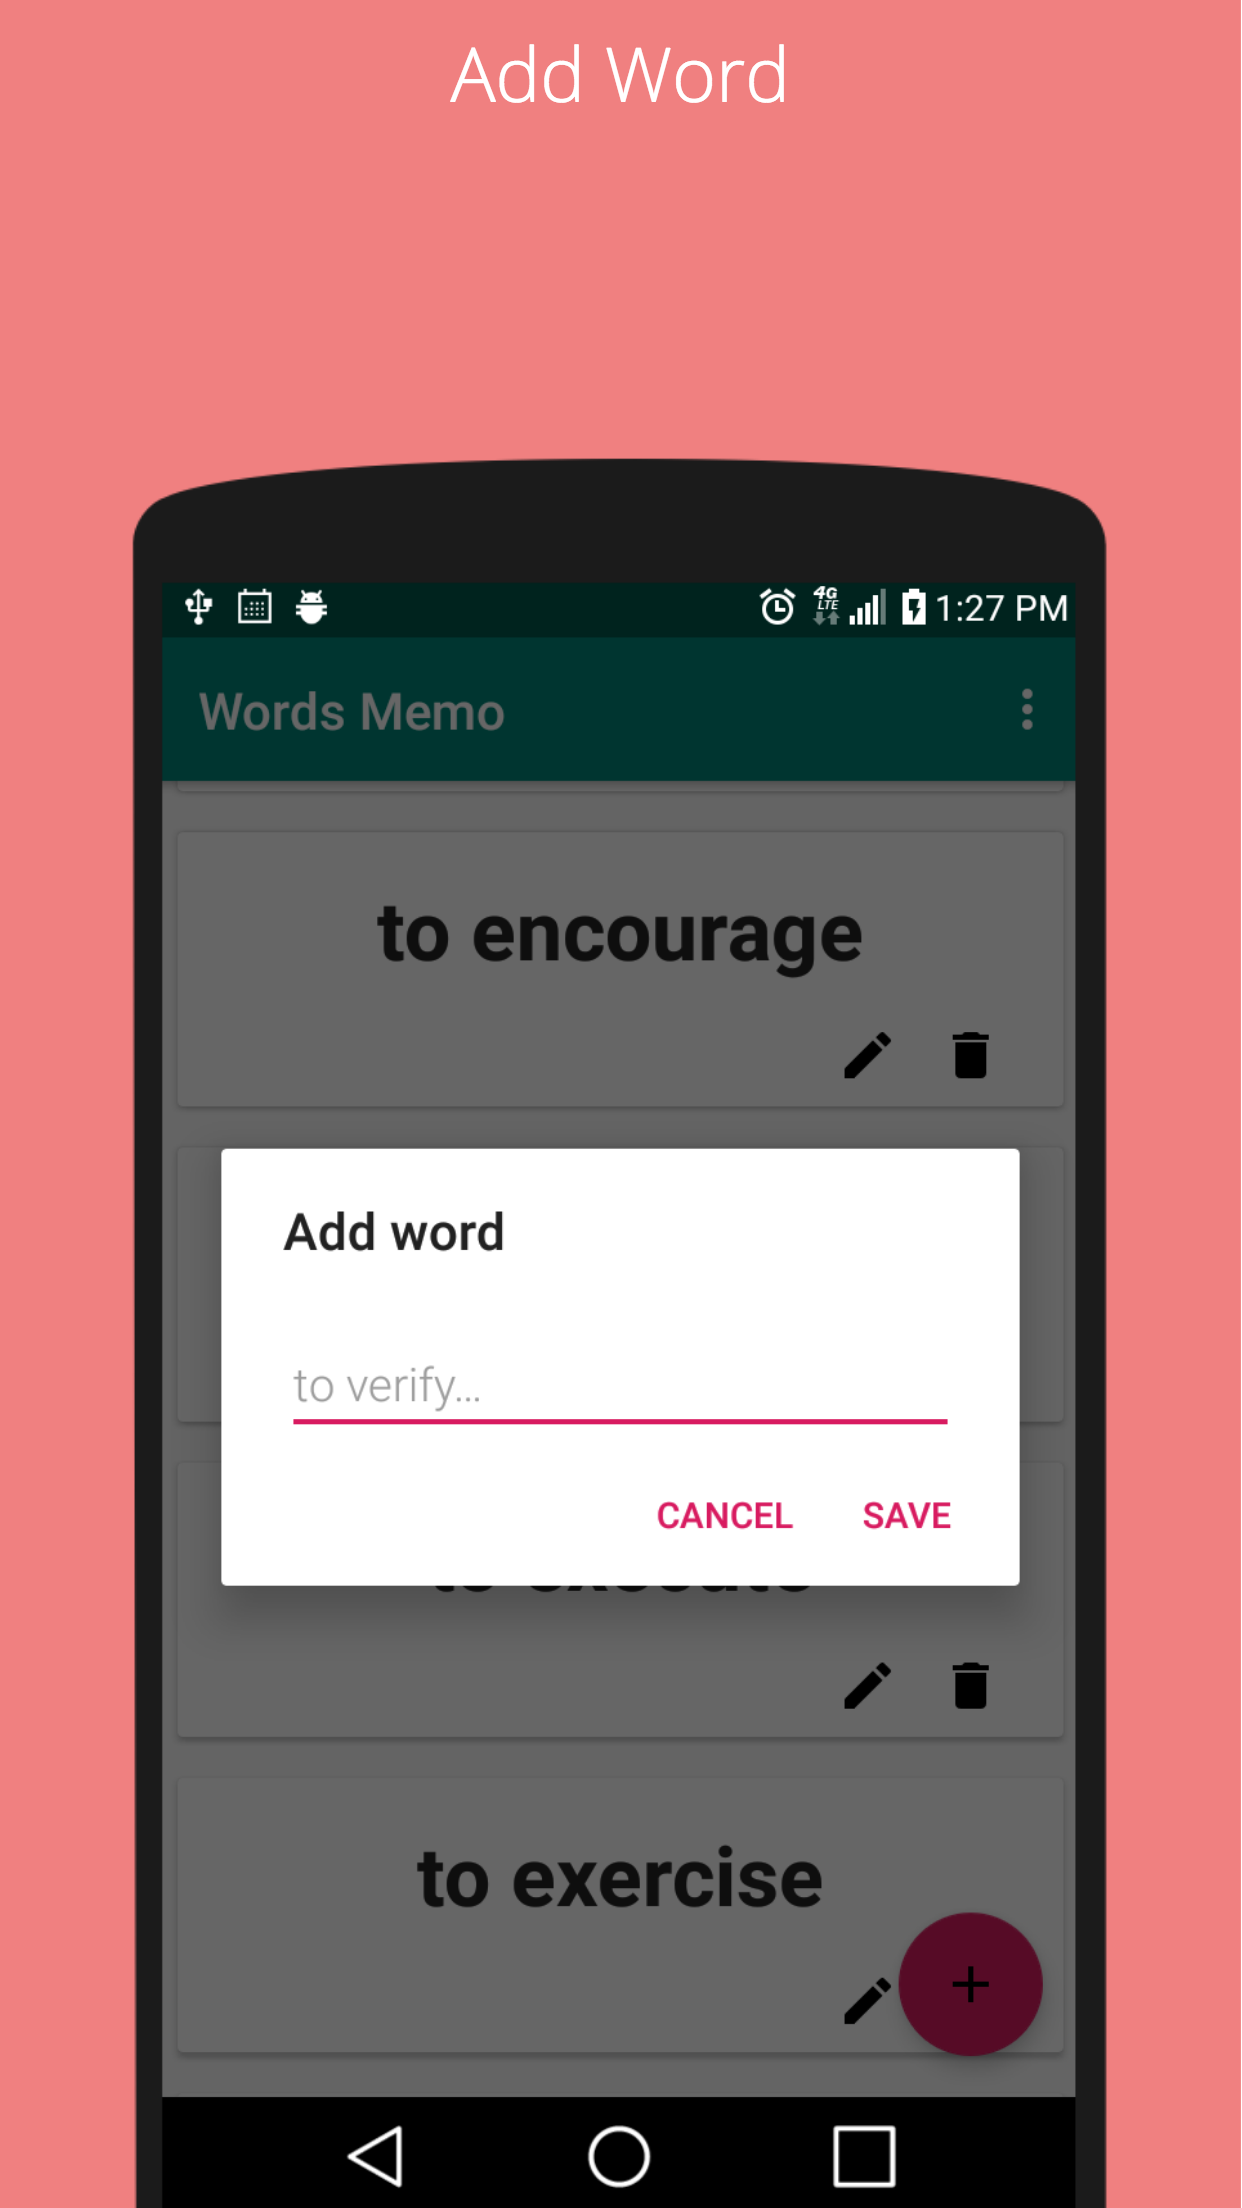 Add Word
4G
LTE
1:27 PM
Words Memo
to encourage
Add word
to verify...
CANCEL SAVE
to exercise